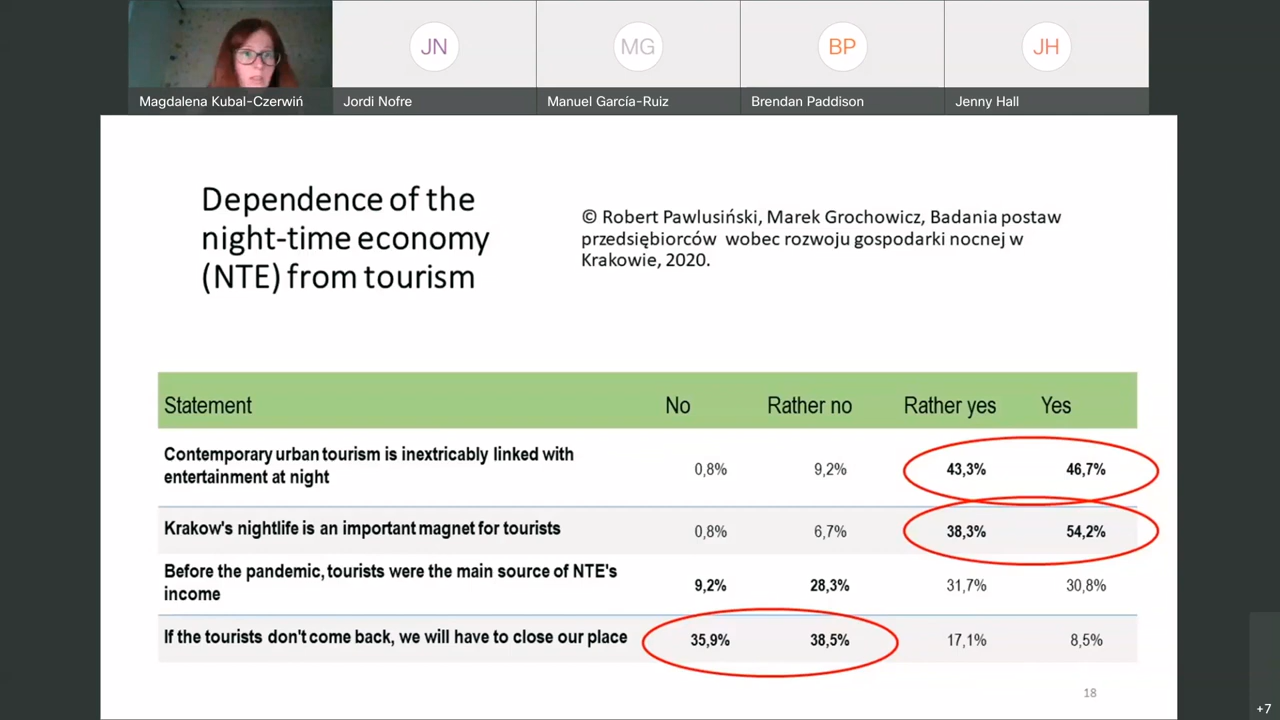 JN
MG
BP
JH
Magdalena Kubal-Czerwiń
Jordi Nofre
Manuel García-Ruiz
Brendan Paddison
Jenny Hall
Dependence of the
night-time economy
(NTE) from tourism
© Robert Pawlusiński, Marek Grochowicz, Badania postaw
przedsiębiorców wobec rozwoju gospodarki nocnej w
Krakowie, 2020.
Statement No Rather no Rather yes Yes
Contemporary urban tourism is inextricably linked with
entertainment at night
0,8% 9,2% 43,3% 46,7%
Krakow's nightlife is an important magnet for tourists 0,8% 6,7% 38,3% 54,2%
Before the pandemic, tourists were the main source of NTE's
income
9,2% 28,3% 31,7% 30,8%
If the tourists don't come back, we will have to close our place 35,9% 38,5% 17,1% 8,5%
18
+7